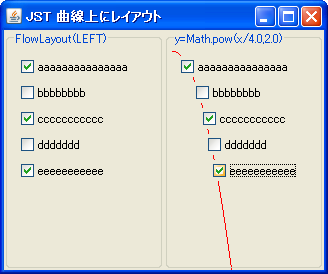 JST 曲線上にレイアウト
FlowLayout(LEFT)
aaaaaaaaaaaaaaa
bbbbbbbb
ccccccccccc
ddddddd
eeeeeeeeeee
y=Math.pow(x/4.0,2.0)
aaaaaaaaaaaaaaa
bbbbbbbb
ccccccccccc
ddddddd
eeeeeeeeeee